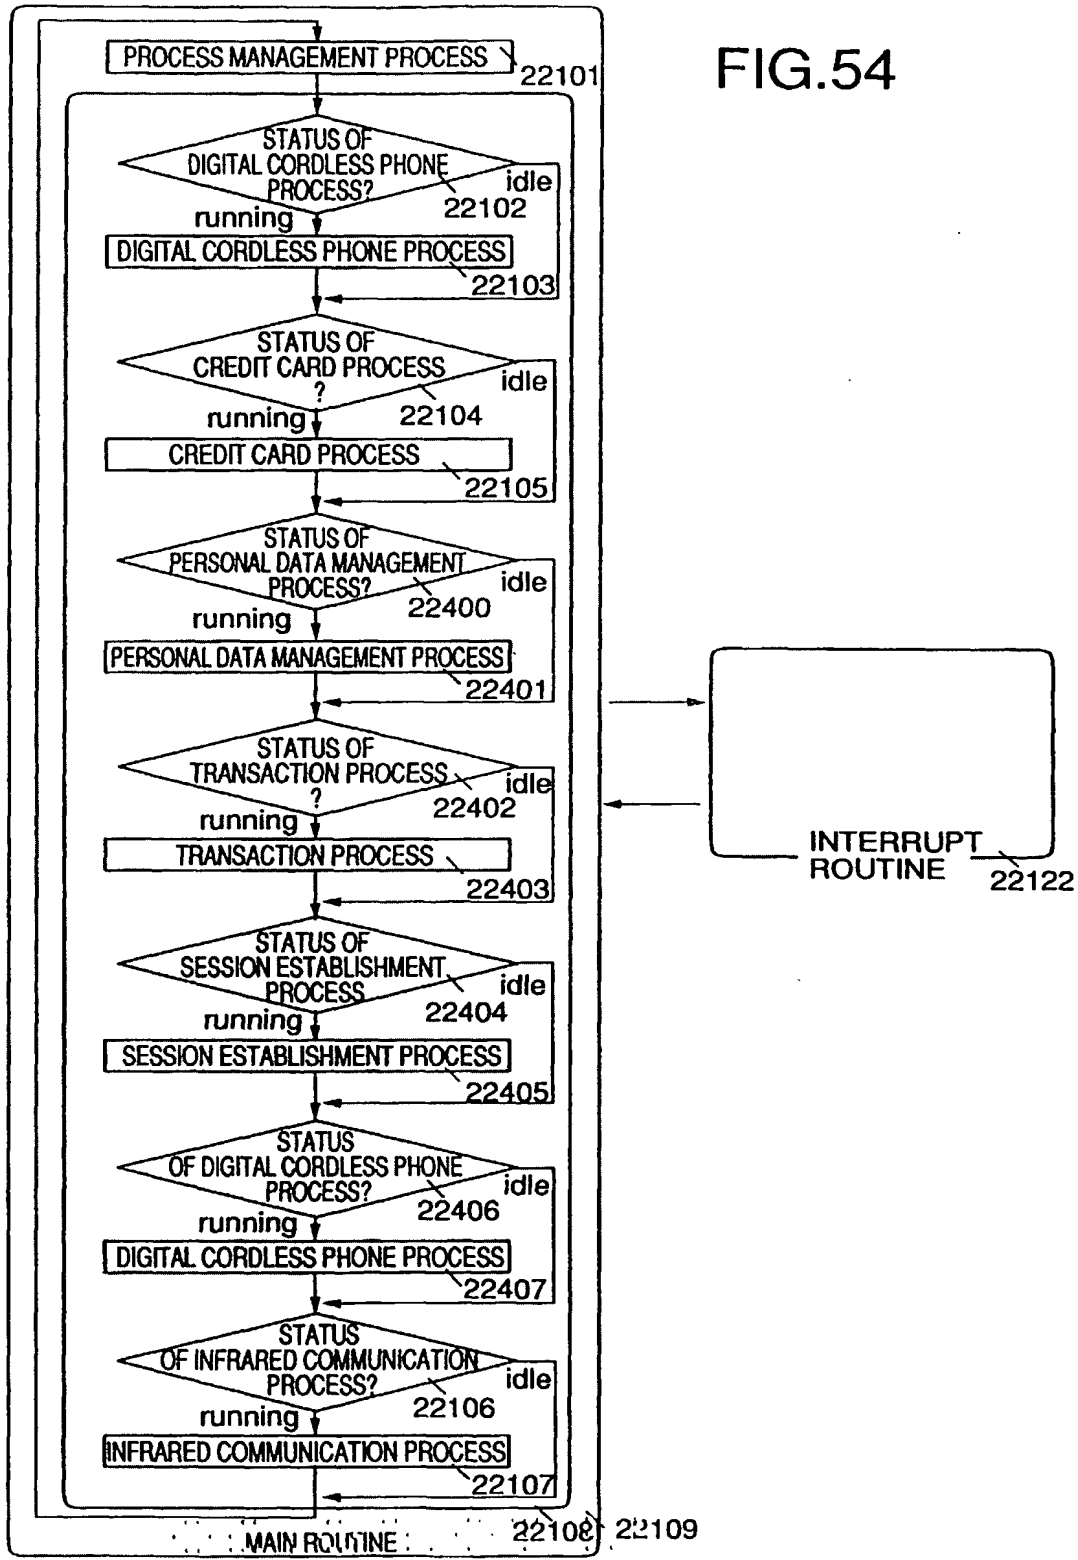 FIG.54
PROCESS MANAGEMENT PROCESS
22101
STATUS OF
DIGITAL CORDLESS PHONE
PROCESS?
idle
22102
running
DIGITAL CORDLESS PHONE PROCESS
22103
STATUS OF
CREDIT CARD PROCESS
?
idle
22104
running
CREDIT CARD PROCESS
22105
STATUS OF
PERSONAL DATA MANAGEMENT
PROCESS?
idle
22400
running
PERSONAL DATA MANAGEMENT PROCESS
22401
STATUS OF
TRANSACTION PROCESS
?
idle
22402
running
TRANSACTION PROCESS
22403
STATUS OF
SESSION ESTABLISHMENT
PROCESS
idle
22404
running
SESSION ESTABLISHMENT PROCESS
22405
STATUS
OF DIGITAL CORDLESS PHONE
PROCESS?
idle
22406
running
DIGITAL CORDLESS PHONE PROCESS
22407
STATUS
OF INFRARED COMMUNICATION
PROCESS?
idle
22106
running
INFRARED COMMUNICATION PROCESS
22107
22108
22109
MAIN ROUTINE
INTERRUPT
ROUTINE
22122